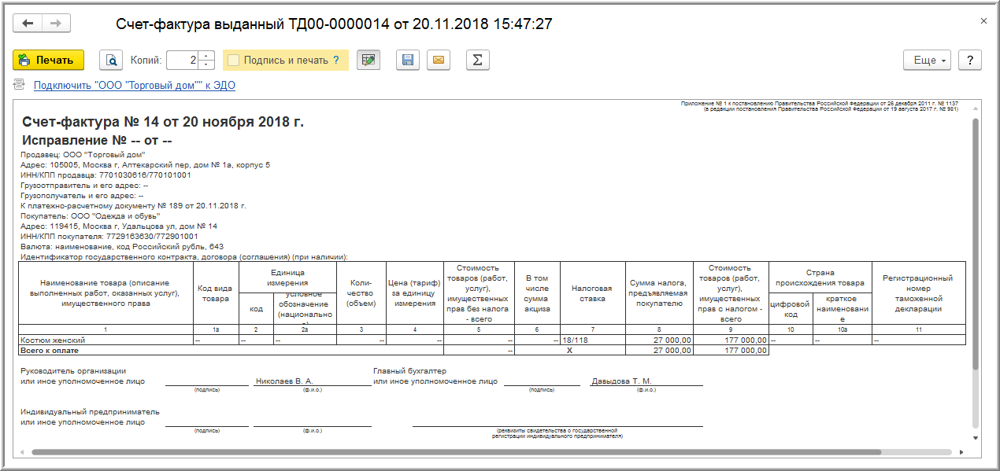 Счет-фактура выданный ТД00-0000014 от 20.11.2018 15:47:27
Печать Копий: 2 Подпись и печать ? Σ Еще ?
Подключить "ООО "Торговый дом"" к ЭДО
Приложение № 1 к постановлению Правительства Российской Федерации от 26 декабря 2011 г. № 1137
(в редакции постановления Правительства Российской Федерации от 19 августа 2017 г. № 981)
Счет-фактура № 14 от 20 ноября 2018 г.
Исправление № -- от --
Продавец: ООО "Торговый дом"
Адрес: 105005, Москва г, Аптекарский пер, дом № 1а, корпус 5
ИНН/КПП продавца: 7701030616/770101001
Грузоотправитель и его адрес: --
Грузополучатель и его адрес: --
К платежно-расчетному документу № 189 от 20.11.2018 г.
Покупатель: ООО "Одежда и обувь"
Адрес: 119415, Москва г, Удальцова ул, дом № 14
ИНН/КПП покупателя: 7729163630/772901001
Валюта: наименование, код Российский рубль, 643
Идентификатор государственного контракта, договора (соглашения) (при наличии):
Наименование товара (описание
выполненных работ, оказанных услуг),
имущественного права
Код вида
товара
Единица
измерения
код
условное
обозначение
(национально
Коли-
чество
(объем)
Цена (тариф)
за единицу
измерения
Стоимость
товаров (работ,
услуг),
имущественных
прав без налога
- всего
В том
числе
сумма
акциза
Налоговая
ставка
Сумма налога,
предъявляемая
покупателю
Стоимость
товаров (работ,
услуг),
имущественных
прав с налогом -
всего
Страна
происхождения товара
цифровой
код
краткое
наименовани
е
Регистрационный
номер
таможенной
декларации
1 1а 2 2а 3 4 5 6 7 8 9 10 10а 11
Костюм женский -- -- -- -- -- -- -- 18/118 27 000,00 177 000,00 -- -- --
Всего к оплате -- Х 27 000,00 177 000,00
Руководитель организации
или иное уполномоченное лицо
Николаев В. А.
(подпись) (ф.и.о.)
Главный бухгалтер
или иное уполномоченное лицо
Давыдова Т. М.
(подпись) (ф.и.о.)
Индивидуальный предприниматель
или иное уполномоченное лицо
(подпись) (ф.и.о.)
(реквизиты свидетельства о государственной
регистрации индивидуального предпринимателя)